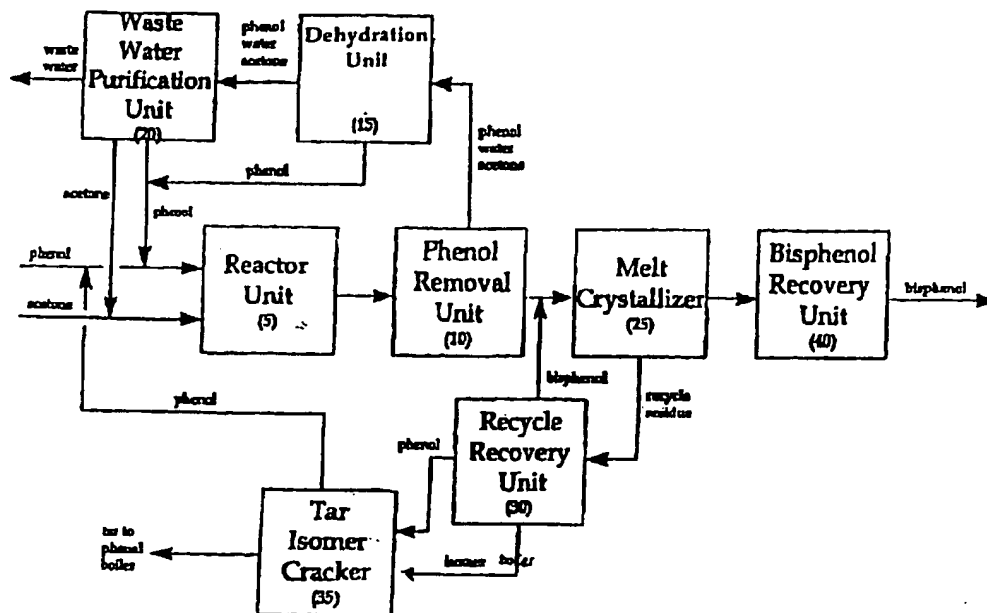 Waste
Water
Purification
Unit
(20)
waste
water
phenol
water
acetone
Dehydration
Unit
(15)
phenol
water
acetone
phenol
acetone
phenol
phenol
acetone
Reactor
Unit
(5)
Phenol
Removal
Unit
(10)
Melt
Crystallizer
(25)
Bisphenol
Recovery
Unit
(40)
bisphenol
bisphenol
recycle
residue
phenol
phenol
Recycle
Recovery
Unit
(30)
Tar
Isomer
Cracker
(35)
tar to
phenol
boiler
isomer